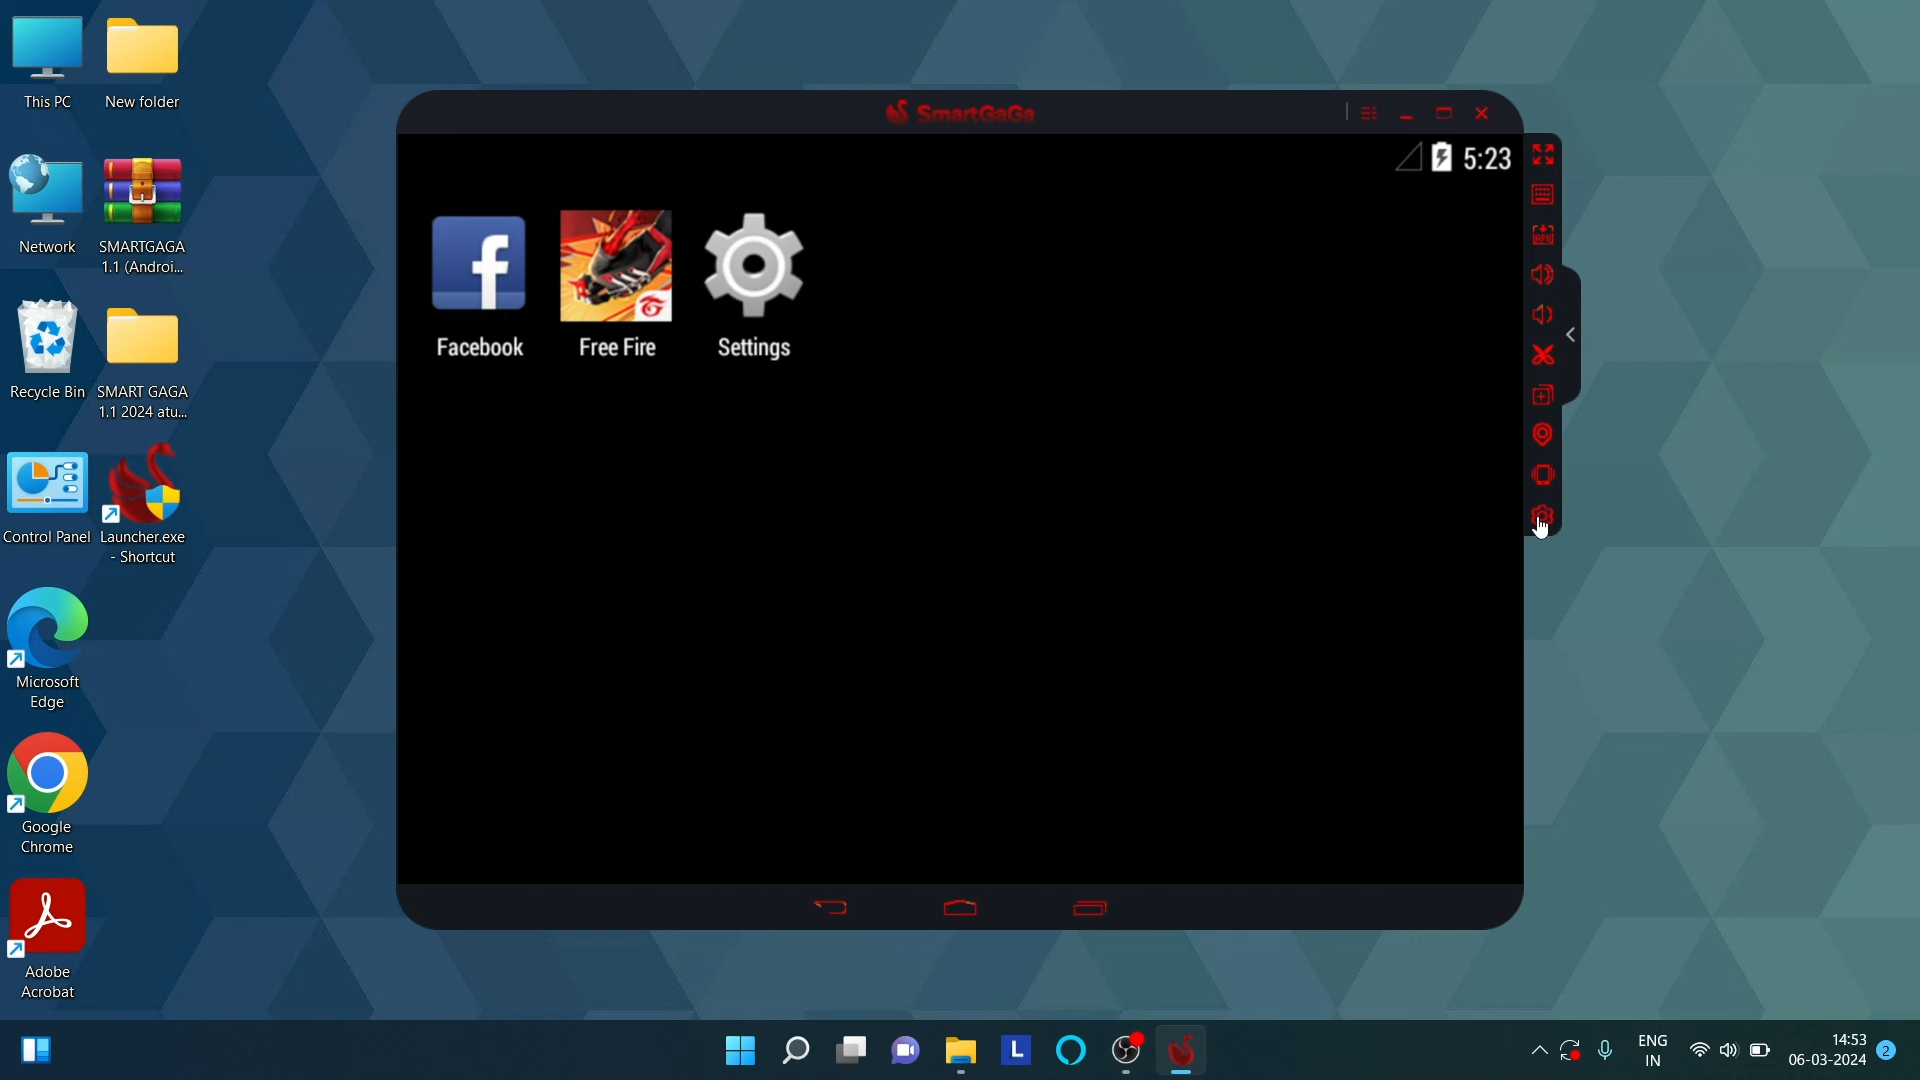 This PC
New folder
SmartGaGa
5:23
APK
Network
SMARTGAGA
1.1 (Androi...
Facebook
Free Fire
Settings
Recycle Bin
SMART GAGA
1.1 2024 atu...
Control Panel
Launcher.exe
- Shortcut
Microsoft
Edge
Google
Chrome
Adobe
Acrobat
L
ENG
IN
14:53
06-03-2024
2